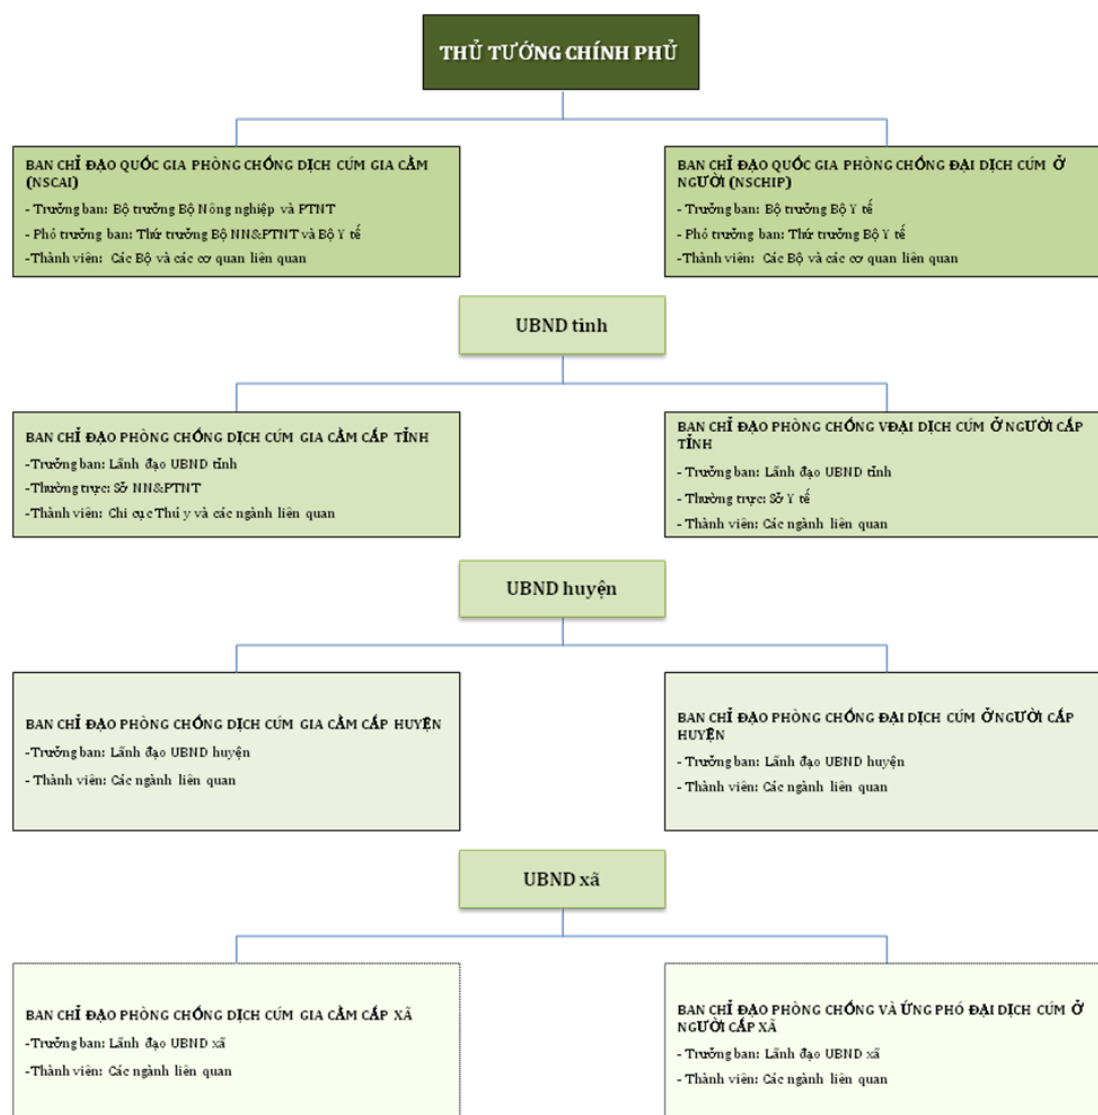 THỦ TƯỚNG CHÍNH PHỦ
BAN CHỈ ĐẠO QUỐC GIA PHÒNG CHỐNG DỊCH CÚM GIA CẦM
(NSCAI)
- Trưởng ban: Bộ trưởng Bộ Nông nghiệp và PTNT
- Phó trưởng ban: Thứ trưởng Bộ NN&PTNT và Bộ Y tế
-Thành viên: Các Bộ và các cơ quan liên quan
BAN CHỈ ĐẠO QUỐC GIA PHÒNG CHỐNG ĐẠI DỊCH CÚM Ở
NGƯỜI (NSCHIP)
- Trưởng ban: Bộ trưởng Bộ Y tế
- Phó trưởng ban: Thứ trưởng Bộ Y tế
-Thành viên: Các Bộ và các cơ quan liên quan
UBND tỉnh
BAN CHỈ ĐẠO PHÒNG CHỐNG DỊCH CÚM GIA CẦM CẤP TỈNH
-Trưởng ban: Lãnh đạo UBND tỉnh
-Thường trực: Sở NN&PTNT
-Thành viên: Chi cục Thú y và các ngành liên quan
BAN CHỈ ĐẠO PHÒNG CHỐNG VĐẠI DỊCH CÚM Ở NGƯỜI CẤP
TỈNH
- Trưởng ban: Lãnh đạo UBND tỉnh
- Thường trực: Sở Y tế
- Thành viên: Các ngành liên quan
UBND huyện
BAN CHỈ ĐẠO PHÒNG CHỐNG DỊCH CÚM GIA CẦM CẤP HUYỆN
-Trưởng ban: Lãnh đạo UBND huyện
- Thành viên: Các ngành liên quan
BAN CHỈ ĐẠO PHÒNG CHỐNG ĐẠI DỊCH CÚM Ở NGƯỜI CẤP
HUYỆN
- Trưởng ban: Lãnh đạo UBND huyện
- Thành viên: Các ngành liên quan
UBND xã
BAN CHỈ ĐẠO PHÒNG CHỐNG DỊCH CÚM GIA CẦM CẤP XÃ
-Trưởng ban: Lãnh đạo UBND xã
-Thành viên: Các ngành liên quan
BAN CHỈ ĐẠO PHÒNG CHỐNG VÀ ỨNG PHÓ ĐẠI DỊCH CÚM Ở
NGƯỜI CẤP XÃ
- Trưởng ban: Lãnh đạo UBND xã
- Thành viên: Các ngành liên quan